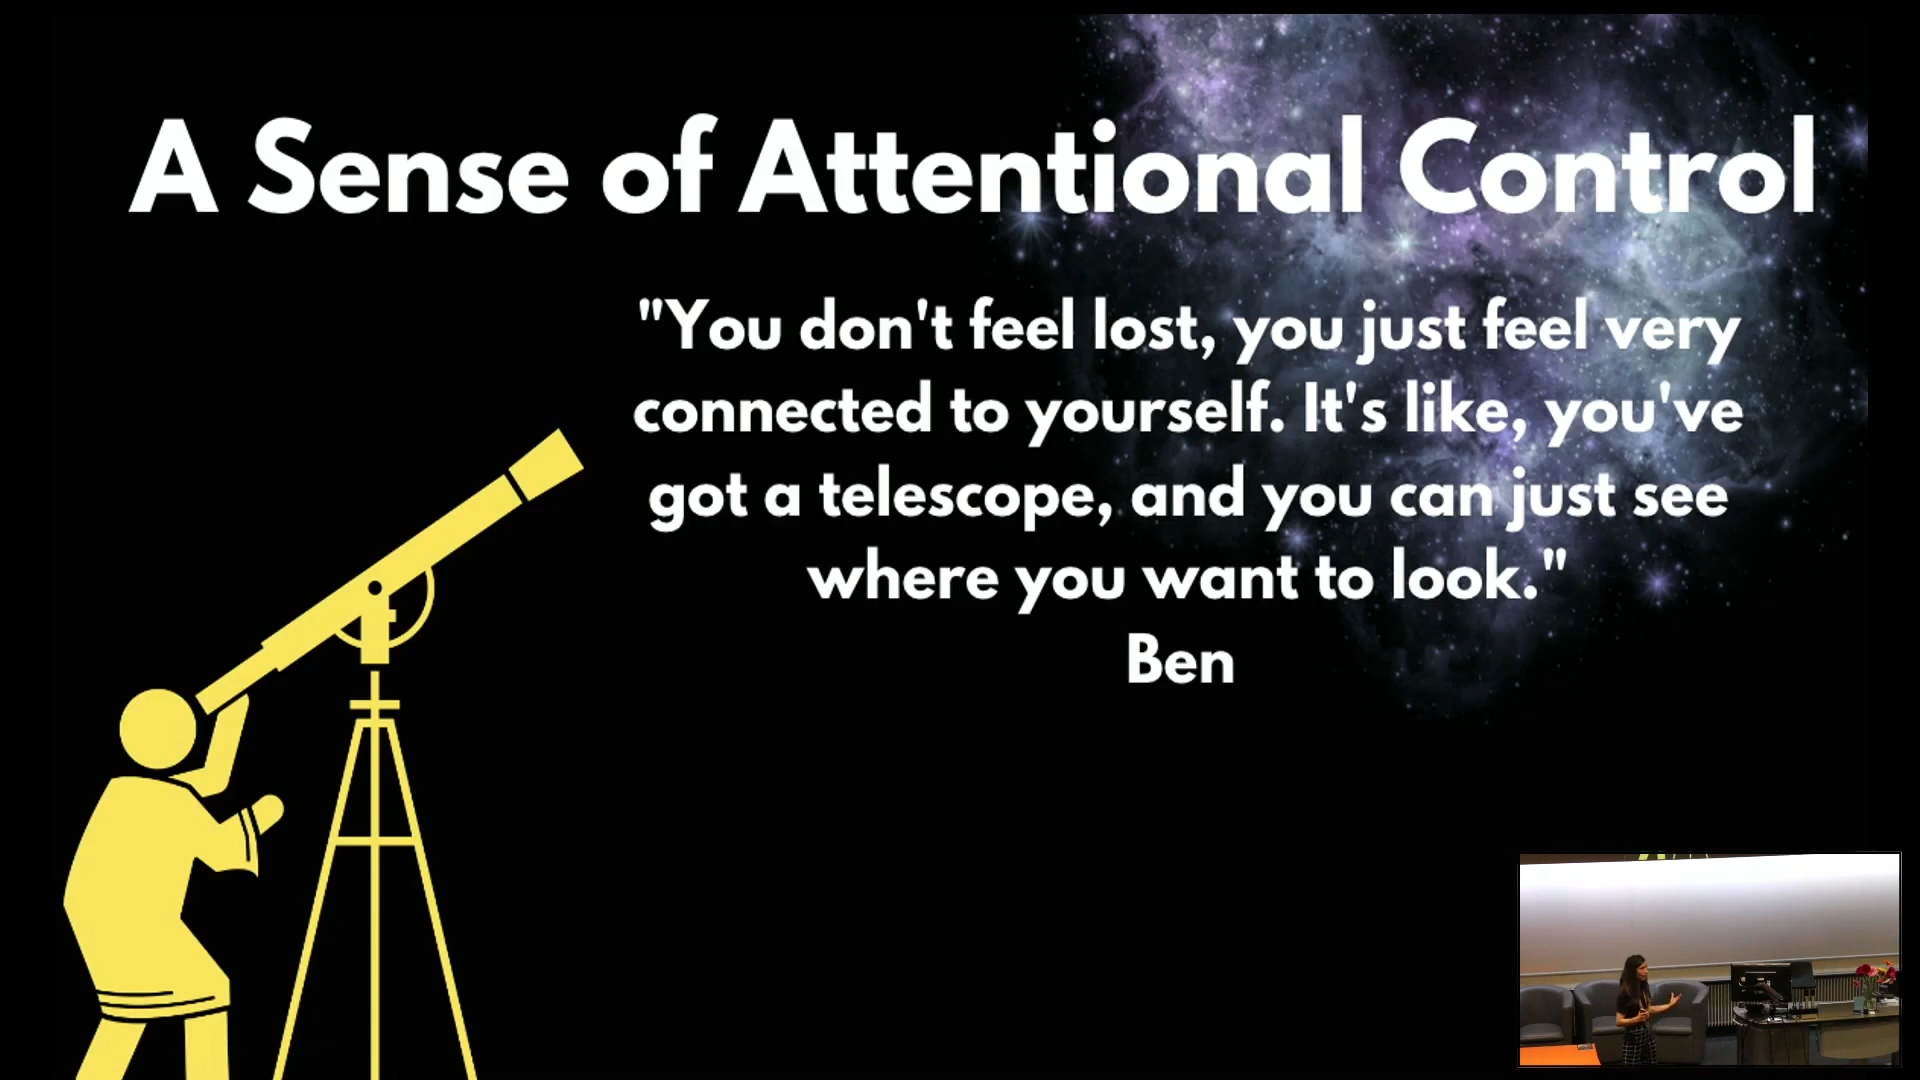 A Sense of Attentional Control
"You don't feel lost, you just feel very
connected to yourself. It's like, you've
got a telescope, and you can just see
where you want to look."
Ben